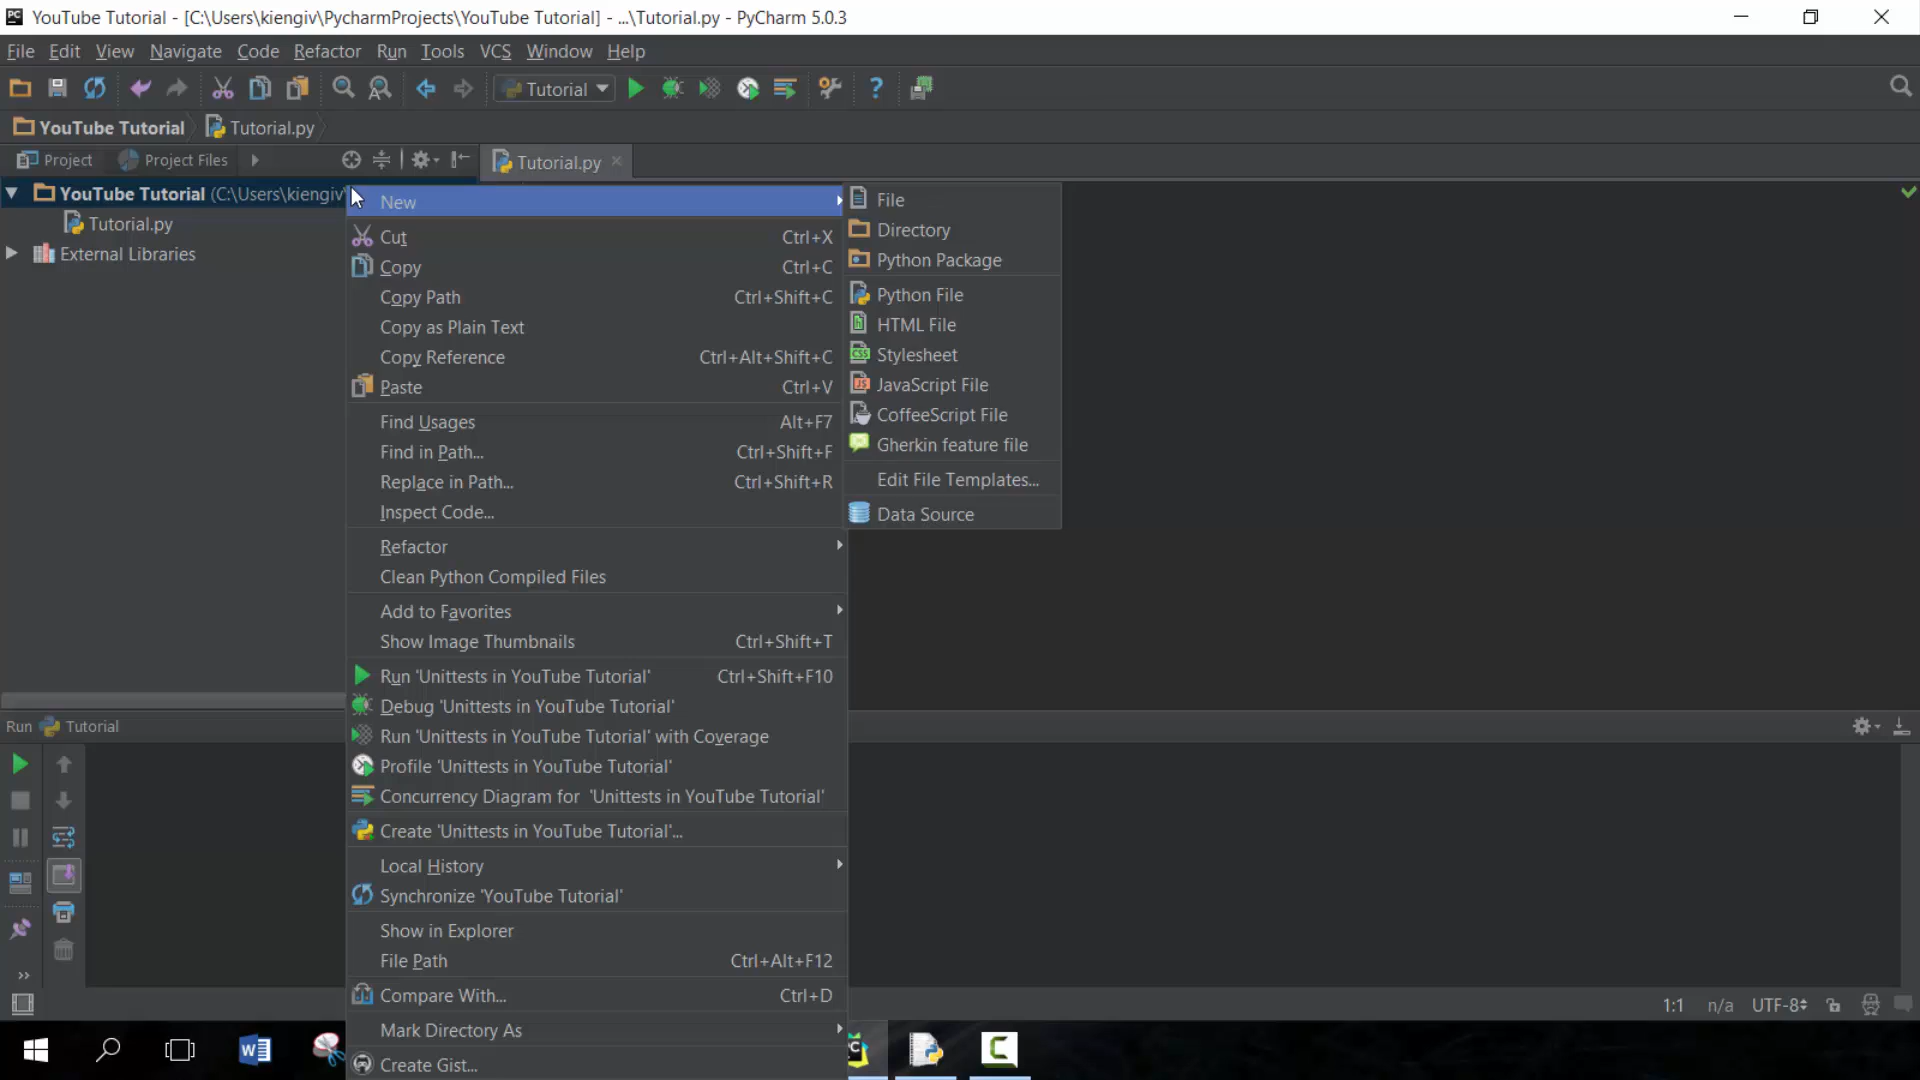 YouTube Tutorial - [C:\Users\kiengiv\PycharmProjects\YouTube Tutorial] - ...\Tutorial.py - PyCharm 5.0.3
File Edit View Navigate Code Refactor Run Tools VCS Window Help
Tutorial
YouTube Tutorial Tutorial.py
Project Project Files Tutorial.py
YouTube Tutorial (C:\Users\kiengiv\
Tutorial.py
External Libraries
New
Cut Ctrl+X
Copy Ctrl+C
Copy Path Ctrl+Shift+C
Copy as Plain Text
Copy Reference Ctrl+Alt+Shift+C
Paste Ctrl+V
Find Usages Alt+F7
Find in Path... Ctrl+Shift+F
Replace in Path... Ctrl+Shift+R
Inspect Code...
Refactor
Clean Python Compiled Files
Add to Favorites
Show Image Thumbnails Ctrl+Shift+T
Run 'Unittests in YouTube Tutorial' Ctrl+Shift+F10
Debug 'Unittests in YouTube Tutorial'
Run 'Unittests in YouTube Tutorial' with Coverage
Profile 'Unittests in YouTube Tutorial'
Concurrency Diagram for 'Unittests in YouTube Tutorial'
Create 'Unittests in YouTube Tutorial'...
Local History
Synchronize 'YouTube Tutorial'
Show in Explorer
File Path Ctrl+Alt+F12
Compare With... Ctrl+D
Mark Directory As
Create Gist...
File
Directory
Python Package
Python File
HTML File
Stylesheet
JavaScript File
CoffeeScript File
Gherkin feature file
Edit File Templates...
Data Source
Run Tutorial
1:1 n/a UTF-8